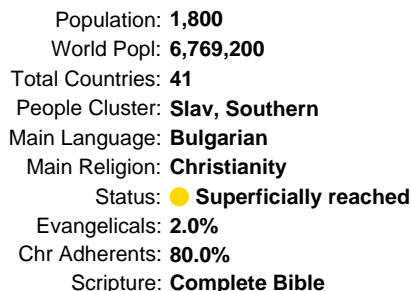 Population: 1,800
World Popl: 6,769,200
Total Countries: 41
People Cluster: Slav, Southern
Main Language: Bulgarian
Main Religion: Christianity
Status: Superficially reached
Evangelicals: 2.0%
Chr Adherents: 80.0%
Scripture: Complete Bible